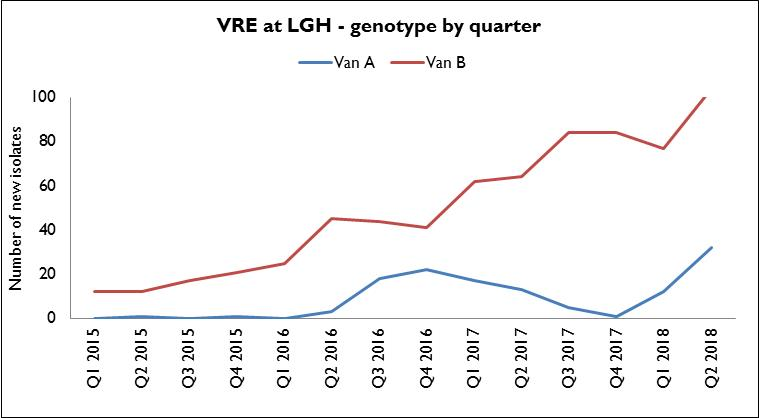 VRE at LGH - genotype by quarter
Van A Van B
Number of new isolates
100
80
60
40
20
0
Q1 2015
Q2 2015
Q3 2015
Q4 2015
Q1 2016
Q2 2016
Q3 2016
Q4 2016
Q1 2017
Q2 2017
Q3 2017
Q4 2017
Q1 2018
Q2 2018